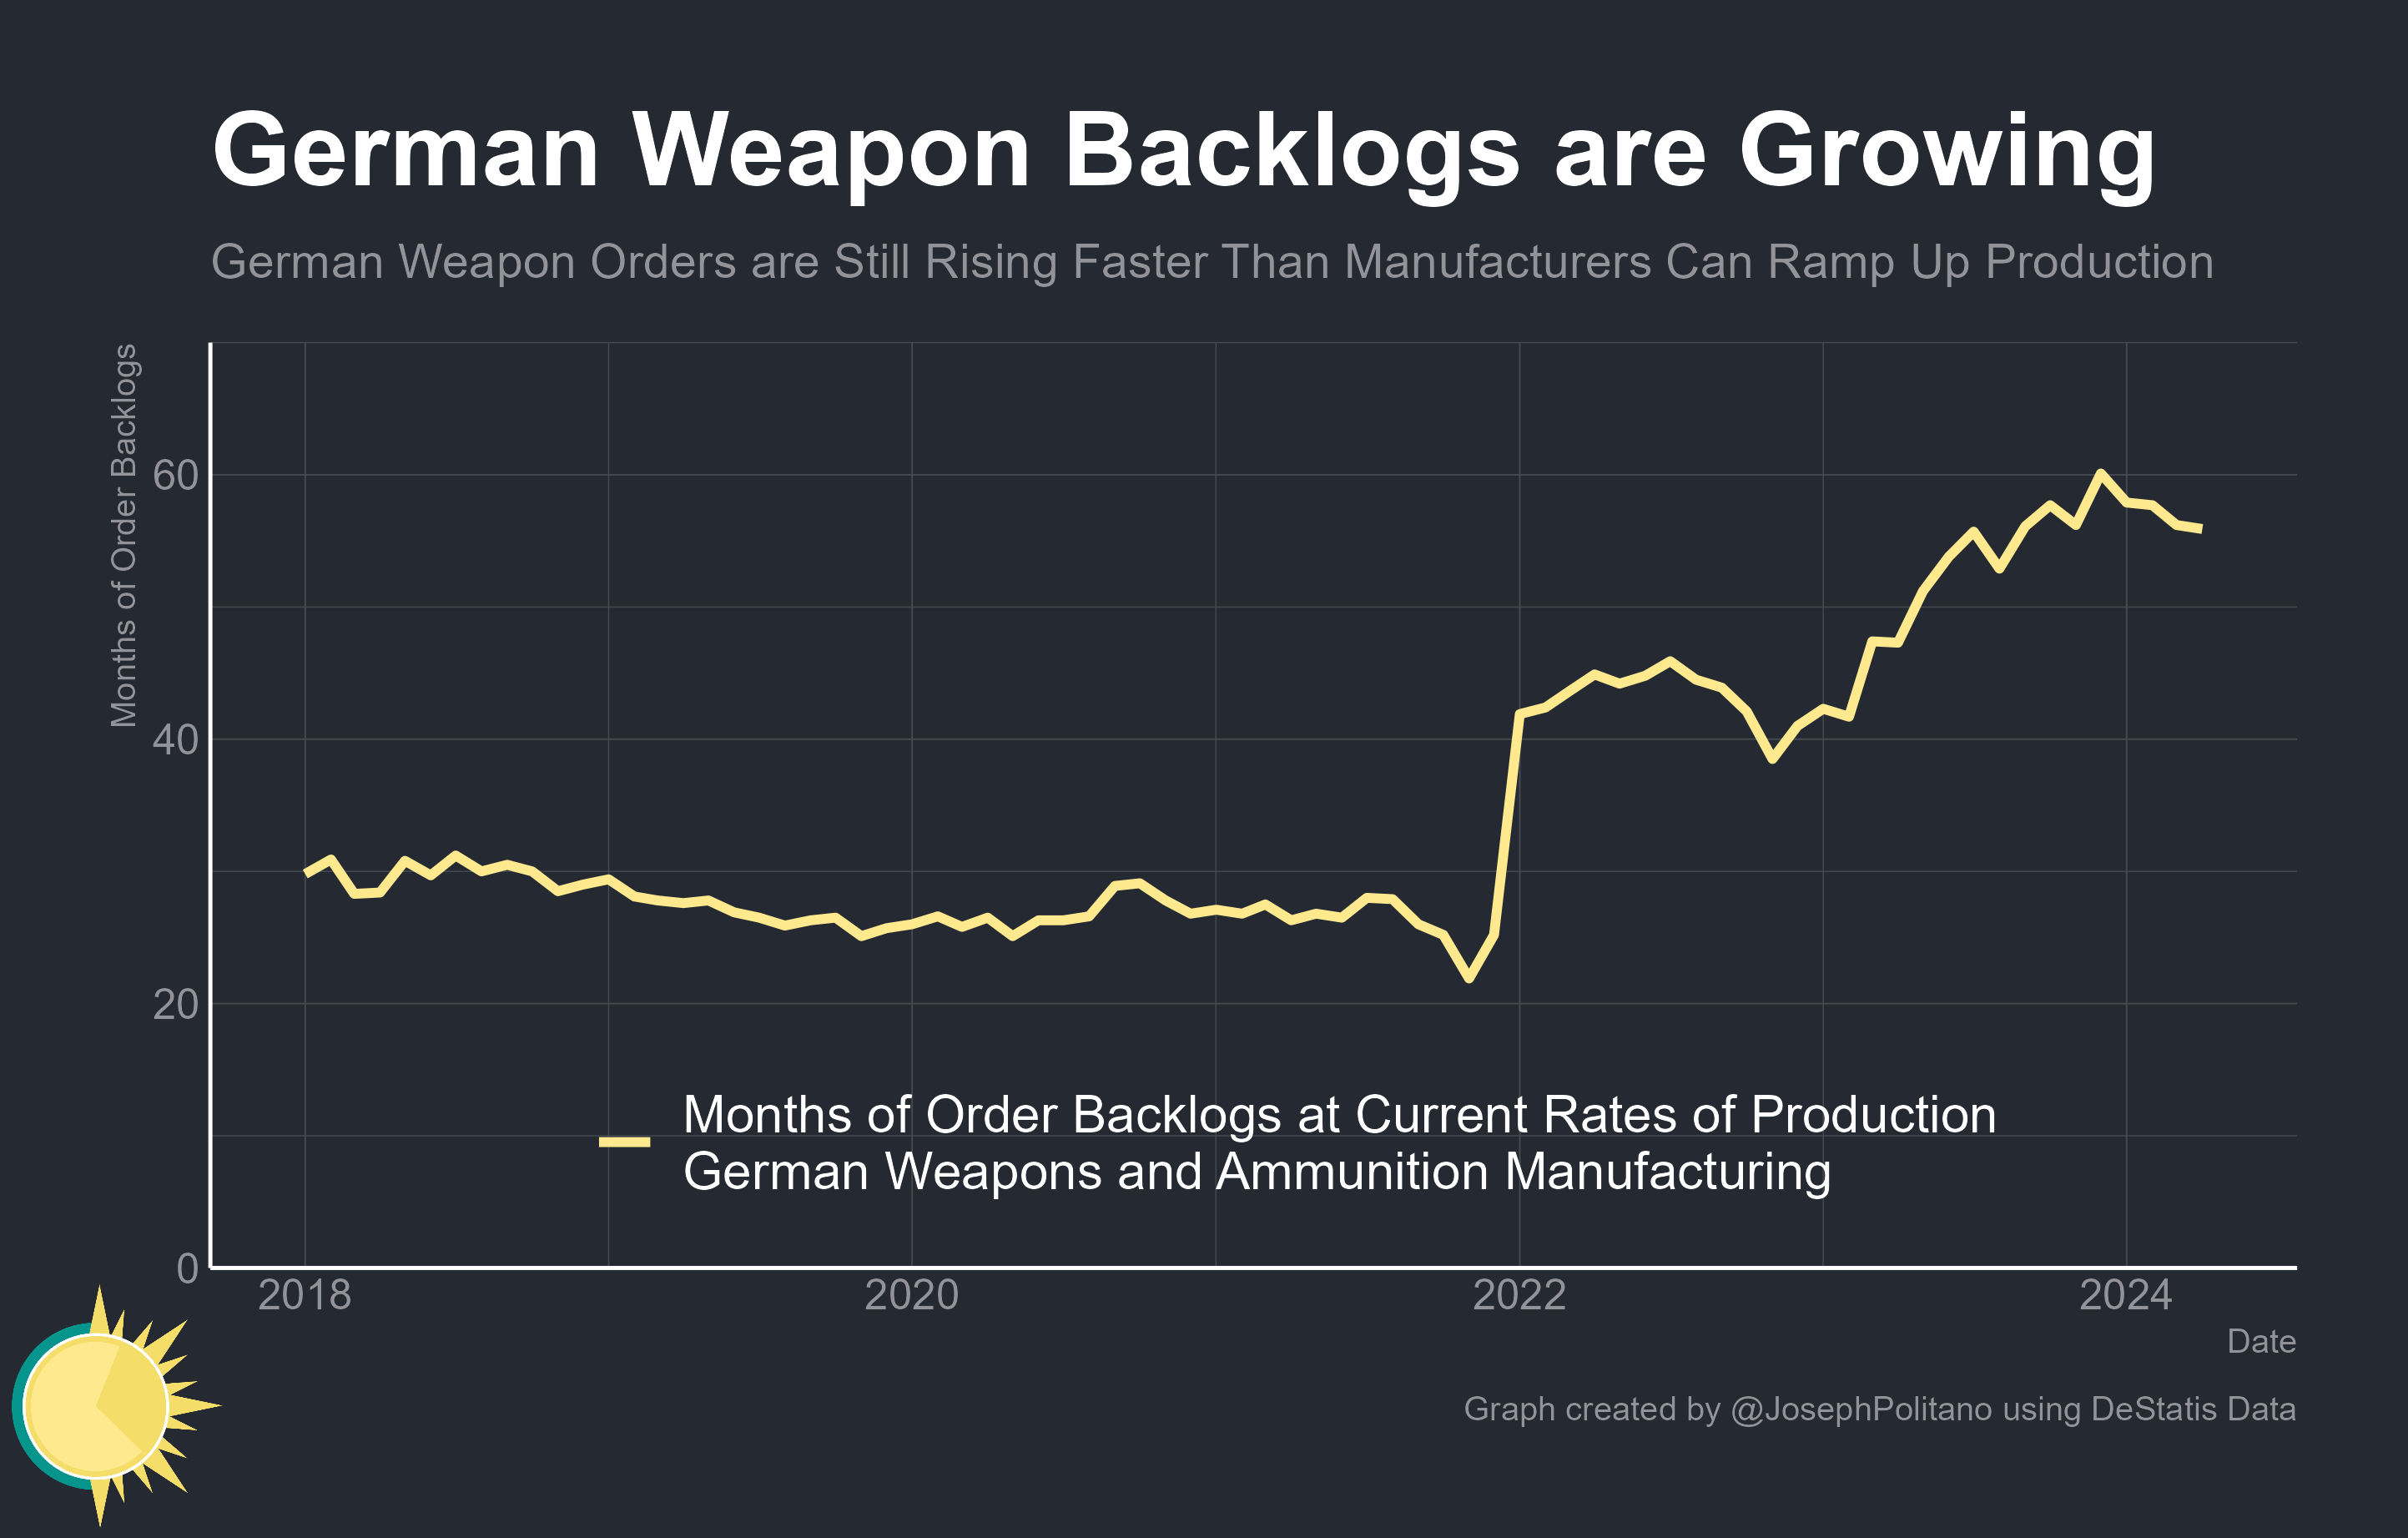 German Weapon Backlogs are Growing
German Weapon Orders are Still Rising Faster Than Manufacturers Can Ramp Up Production
Months of Order Backlogs
60
40
20
0
Months of Order Backlogs at Current Rates of Production
German Weapons and Ammunition Manufacturing
2018
2020
2022
2024
Date
Graph created by @JosephPolitano using DeStatis Data